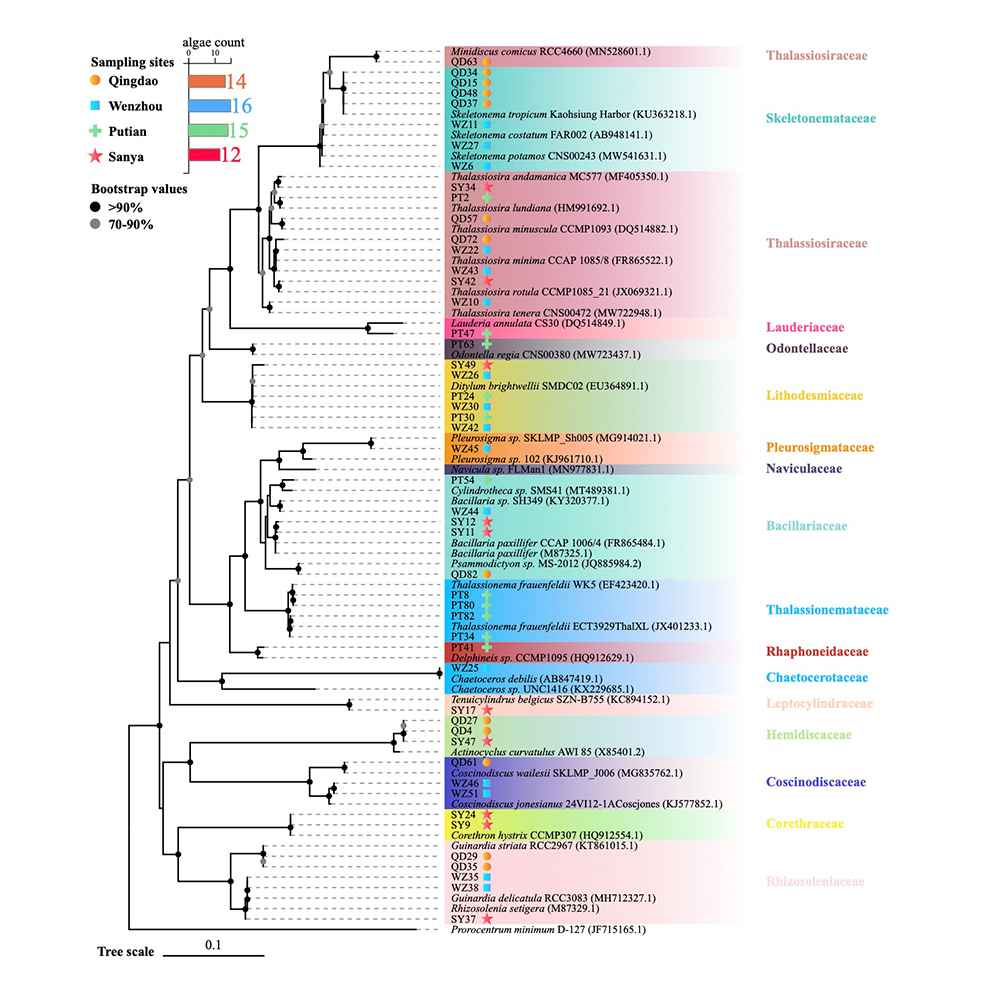 algae count
0 10
Sampling sites
Qingdao 14
Wenzhou 16
Putian 15
Sanya 12
Bootstrap values
>90%
70-90%
Minidiscus comicus RCC4660 (MN528601.1)
QD63
QD34
QD15
QD48
QD37
Skeletonema tropicum Kaohsiung Harbor (KU363218.1)
WZ11
Skeletonema costatum FAR002 (AB948141.1)
WZ27
Skeletonema potamos CNS00243 (MW541631.1)
WZ6
Thalassiosira andamanica MC577 (MF405350.1)
SY34
PT2
Thalassiosira lundiana (HM991692.1)
QD57
Thalassiosira minuscula CCMP1093 (DQ514882.1)
QD72
WZ22
Thalassiosira minima CCAP 1085/8 (FR865522.1)
WZ43
SY42
Thalassiosira rotula CCMP1085_21 (JX069321.1)
WZ10
Thalassiosira tenera CNS00472 (MW722948.1)
Lauderia annulata CS30 (DQ514849.1)
PT47
PT63
Odontella regia CNS00380 (MW723437.1)
SY49
WZ26
Ditylum brightwellii SMDC02 (EU364891.1)
PT24
WZ30
PT30
WZ42
Pleurosigma sp. SKLMP_Sh005 (MG914021.1)
WZ45
Pleurosigma sp. 102 (KJ961710.1)
Navicula sp. FLMan1 (MN977831.1)
PT54
Cylindrotheca sp. SMS41 (MT489381.1)
Bacillaria sp. SH349 (KY320377.1)
WZ44
SY12
SY11
Bacillaria paxillifer CCAP 1006/4 (FR865484.1)
Bacillaria paxillifer (M87325.1)
Psammodictyon sp. MS-2012 (JQ885984.2)
QD82
Thalassionema frauenfeldii WK5 (EF423420.1)
PT8
PT80
PT82
Thalassionema frauenfeldii ECT3929ThalXL (JX401233.1)
PT34
PT41
Delphineis sp. CCMP1095 (HQ912629.1)
WZ25
Chaetoceros debilis (AB847419.1)
Chaetoceros sp. UNC1416 (KX229685.1)
Tenuicylindrus belgicus SZN-B755 (KC894152.1)
SY17
QD27
QD4
SY47
Actinocyclus curvatulus AWI 85 (X85401.2)
QD61
Coscinodiscus wailesii SKLMP_J006 (MG835762.1)
WZ46
WZ51
Coscinodiscus jonesianus 24VI12-1ACoscjones (KJ577852.1)
SY24
SY9
Corethron hystrix CCMP307 (HQ912554.1)
Guinardia striata RCC2967 (KT861015.1)
QD29
QD35
WZ35
WZ38
Guinardia delicatula RCC3083 (MH712327.1)
Rhizosolenia setigera (M87329.1)
SY37
Prorocentrum minimum D-127 (JF715165.1)
Thalassiosiraceae
Skeletonemataceae
Thalassiosiraceae
Lauderiaceae
Odontellaceae
Lithodesmiaceae
Pleurosigmataceae
Naviculaceae
Bacillariaceae
Thalassionemataceae
Rhaphoneidaceae
Chaetocerotaceae
Leptocylindraceae
Hemidiscaceae
Coscinodiscaceae
Corethraceae
Rhizosoleniaceae
Tree scale 0.1